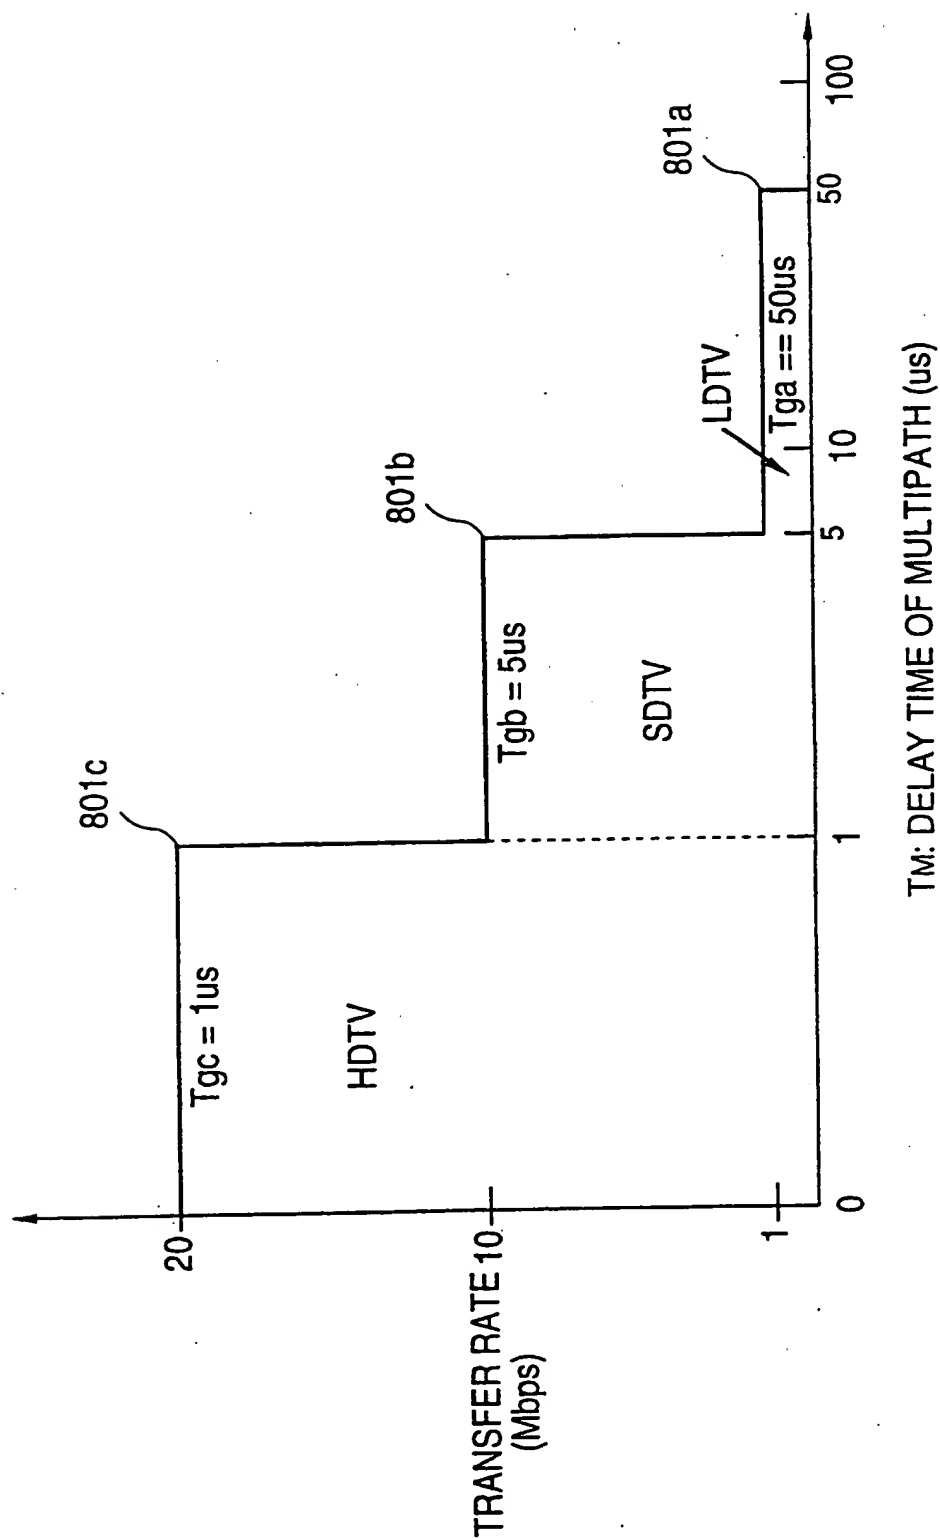 801c
20
Tgc = 1us
HDTV
801b
TRANSFER RATE 10
(Mbps)
Tgb = 5us
SDTV
801a
LDTV
1
Tga == 50us
0
1
5
10
50
100
TM: DELAY TIME OF MULTIPATH (us)